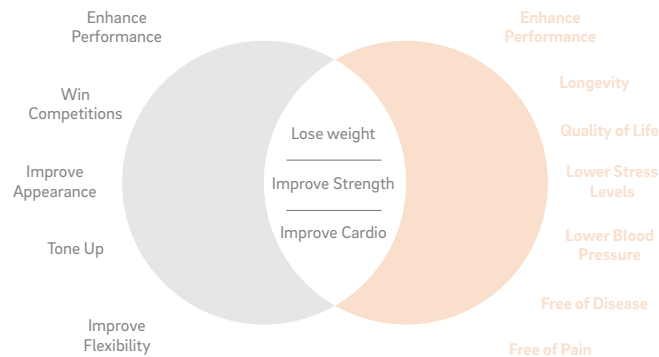 Enhance
Performance
Win
Competitions
Improve
Appearance
Tone Up
Improve
Flexibility
Lose weight
Improve Strength
Improve Cardio
Enhance
Performance
Longevity
Quality of Life
Lower Stress
Levels
Lower Blood
Pressure
Free of Disease
Free of Pain